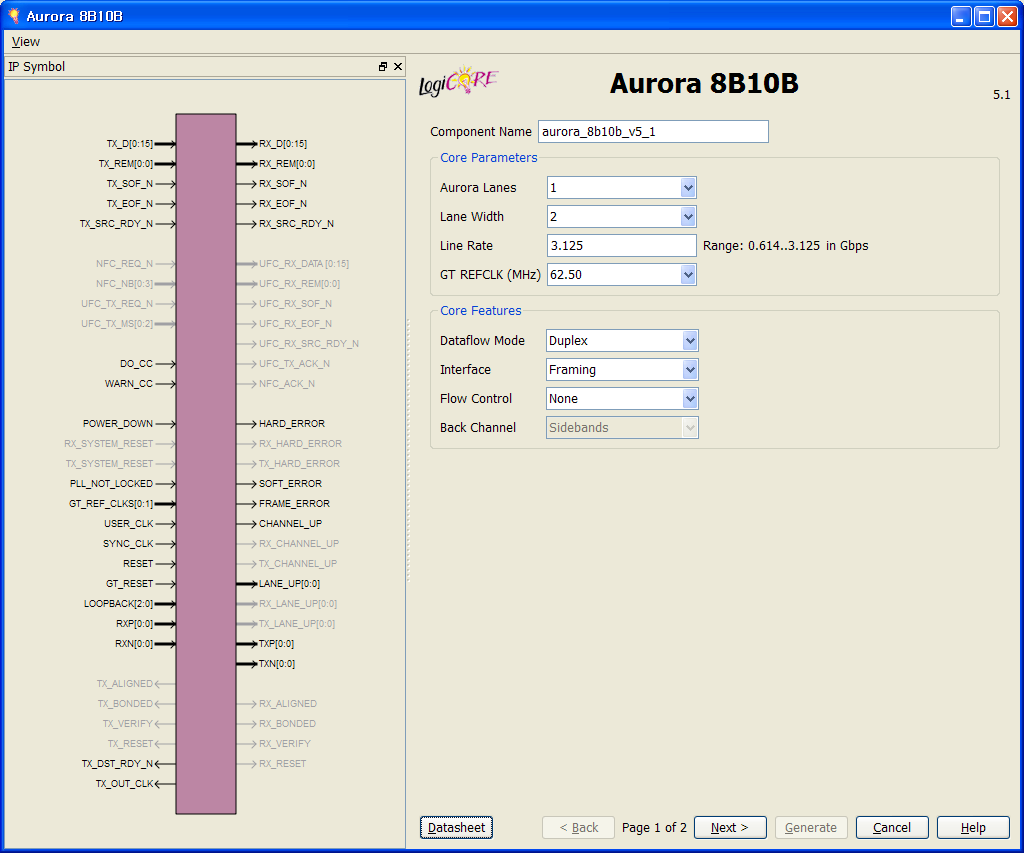 Aurora 8B10B
View
IP Symbol
TX_D[0:15]
TX_REM[0:0]
TX_SOF_N
TX_EOF_N
TX_SRC_RDY_N
NFC_REQ_N
NFC_NB[0:3]
UFC_TX_REQ_N
UFC_TX_MS[0:2]
DO_CC
WARN_CC
POWER_DOWN
RX_SYSTEM_RESET
TX_SYSTEM_RESET
PLL_NOT_LOCKED
GT_REF_CLKS[0:1]
USER_CLK
SYNC_CLK
RESET
GT_RESET
LOOPBACK[2:0]
RXP[0:0]
RXN[0:0]
TX_ALIGNED
TX_BONDED
TX_VERIFY
TX_RESET
TX_DST_RDY_N
TX_OUT_CLK
RX_D[0:15]
RX_REM[0:0]
RX_SOF_N
RX_EOF_N
RX_SRC_RDY_N
UFC_RX_DATA [0:15]
UFC_RX_REM[0:0]
UFC_RX_SOF_N
UFC_RX_EOF_N
UFC_RX_SRC_RDY_N
UFC_TX_ACK_N
NFC_ACK_N
HARD_ERROR
RX_HARD_ERROR
TX_HARD_ERROR
SOFT_ERROR
FRAME_ERROR
CHANNEL_UP
RX_CHANNEL_UP
TX_CHANNEL_UP
LANE_UP[0:0]
RX_LANE_UP[0:0]
TX_LANE_UP[0:0]
TXP[0:0]
TXN[0:0]
RX_ALIGNED
RX_BONDED
RX_VERIFY
RX_RESET
LogiCORE
Aurora 8B10B
5.1
Component Name aurora_8b10b_v5_1
Core Parameters
Aurora Lanes 1
Lane Width 2
Line Rate 3.125 Range: 0.614..3.125 in Gbps
GT REFCLK (MHz) 62.50
Core Features
Dataflow Mode Duplex
Interface Framing
Flow Control None
Back Channel Sidebands
Datasheet < Back Page 1 of 2 Next > Generate Cancel Help